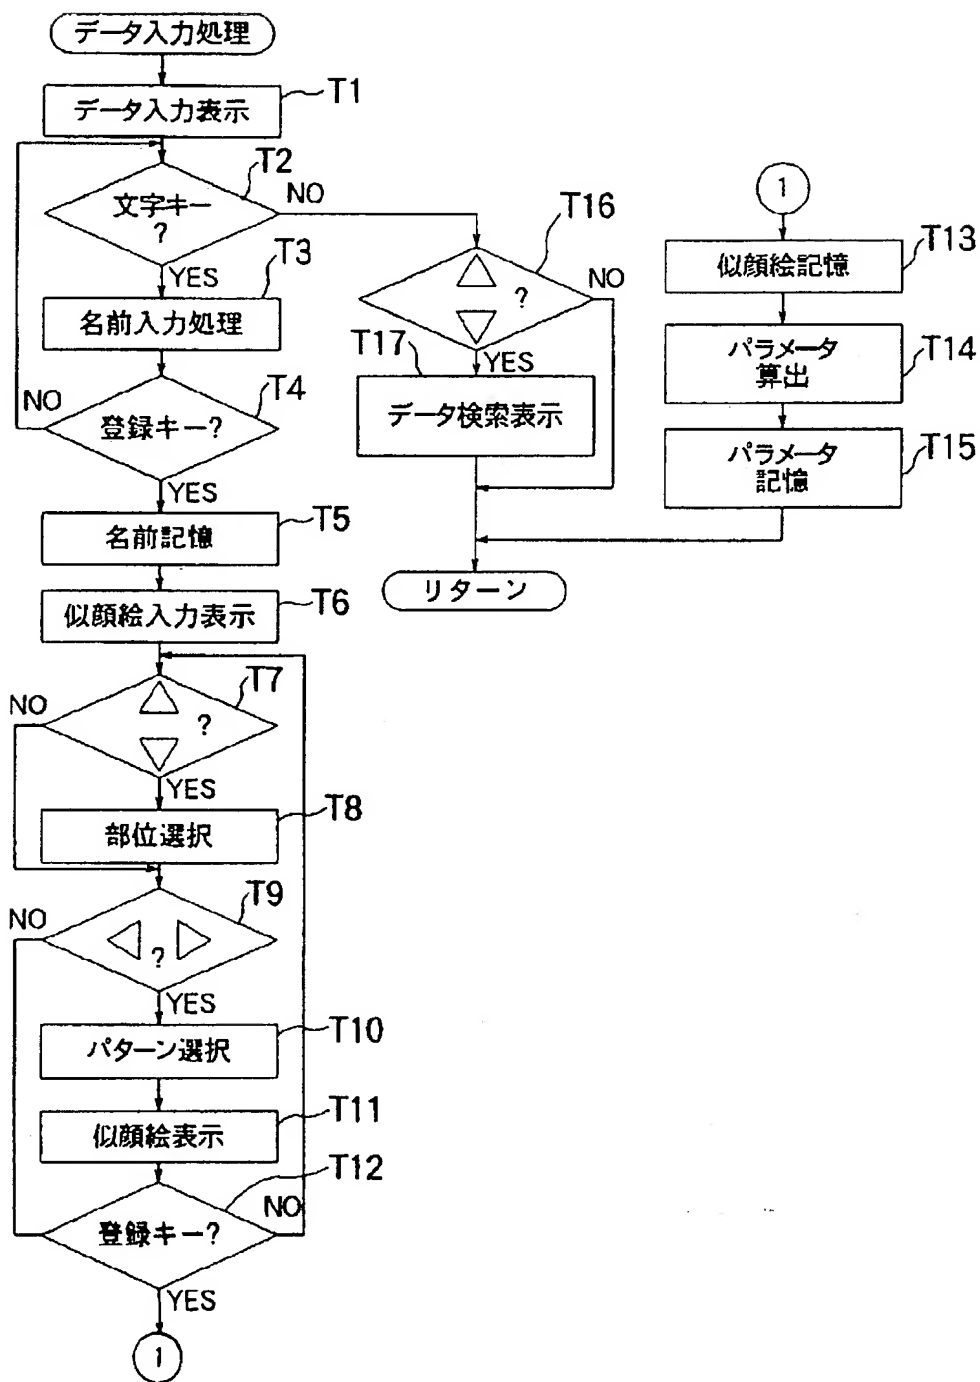 データ入力処理
データ入力表示
T1
T2
文字キー
?
NO
YES
T3
名前入力処理
T4
NO
登録キー?
YES
T5
名前記憶
T6
似顔絵入力表示
T7
NO
△
?
▽
YES
T8
部位選択
T9
NO
◁ ? ▷
YES
T10
パターン選択
T11
似顔絵表示
T12
登録キー?
NO
YES
1
T16
△
?
▽
NO
T17
YES
データ検索表示
リターン
1
T13
似顔絵記憶
T14
パラメータ
算出
T15
パラメータ
記憶